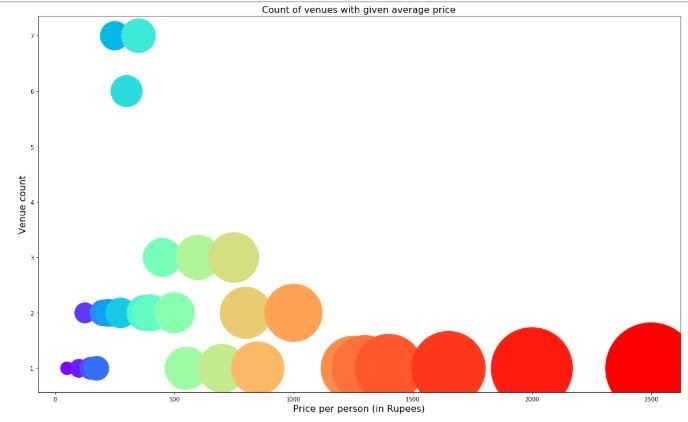 Count of venues with given average price
7
6
5
4
3
2
1
Venue count
0 500 1000 1500 2000 2500
Price per person (in Rupees)